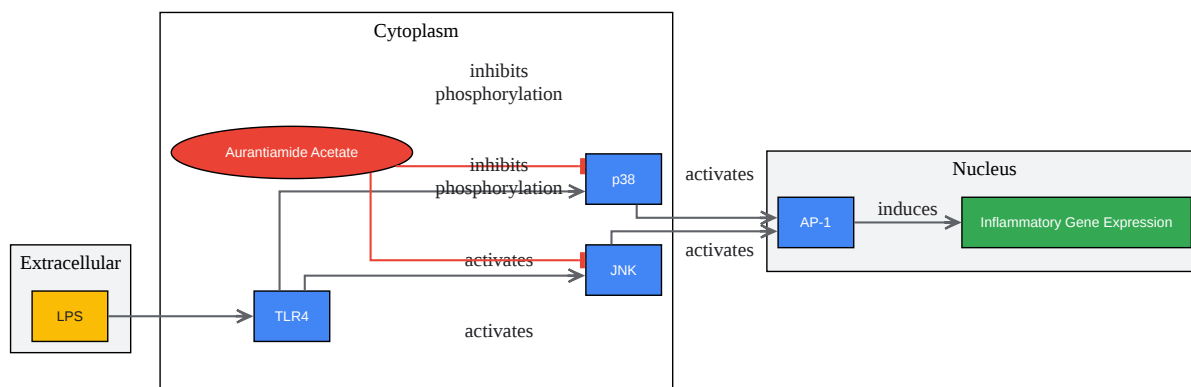 Cytoplasm
inhibits
phosphorylation
Aurantiamide Acetate
inhibits
phosphorylation
p38
activates
Nucleus
AP-1
induces
Inflammatory Gene Expression
activates
Extracellular
activates
JNK
LPS
TLR4
activates